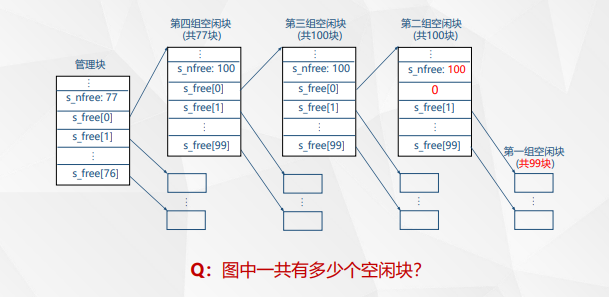 管理块
⋮
s_nfree: 77
s_free[0]
s_free[1]
⋮
s_free[76]
第四组空闲块
(共77块)
⋮
s_nfree: 100
s_free[0]
s_free[1]
⋮
s_free[99]
⋮
第三组空闲块
(共100块)
⋮
s_nfree: 100
s_free[0]
s_free[1]
⋮
s_free[99]
⋮
第二组空闲块
(共100块)
⋮
s_nfree: 100
0
s_free[1]
⋮
s_free[99]
⋮
第一组空闲块
(共99块)
⋮
Q：图中一共有多少个空闲块？